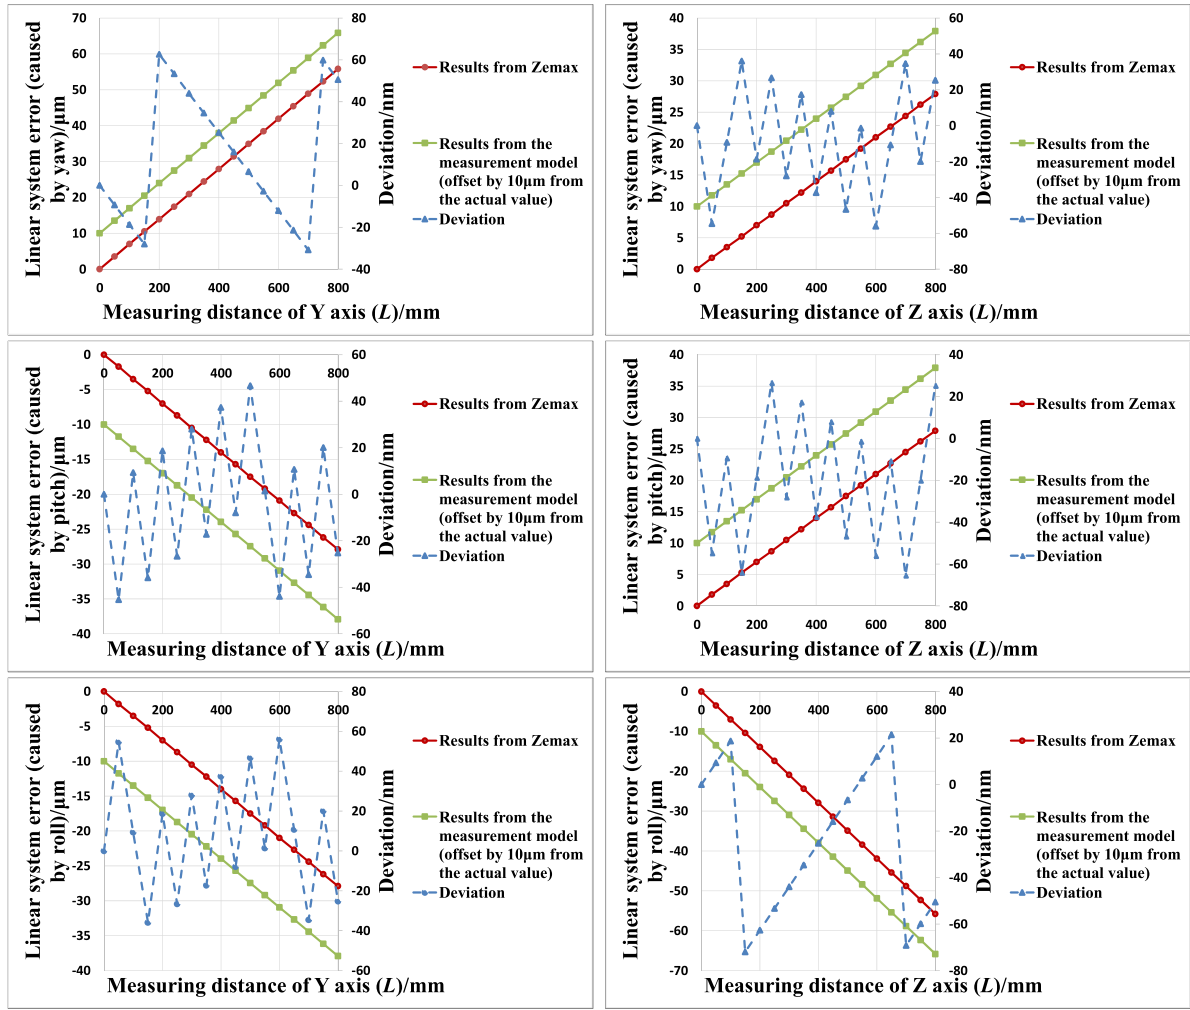 70
60
50
40
30
20
10
0
80
60
40
20
0
-20
-40
0
200
400
600
800
Linear system error (caused
by yaw)/μm
Deviation/nm
Measuring distance of Y axis (L)/mm
Results from Zemax
Results from the
measurement model
(offset by 10μm from
the actual value)
Deviation
40
35
30
25
20
15
10
5
0
60
40
20
0
-20
-40
-60
-80
0
200
400
600
800
Linear system error (caused
by yaw)/μm
Deviation/nm
Measuring distance of Z axis (L)/mm
Results from Zemax
Results from the
measurement model
(offset by 10μm from
the actual value)
Deviation
0
-5
-10
-15
-20
-25
-30
-35
-40
60
40
20
0
-20
-40
-60
0
200
400
600
800
Linear system error (caused
by pitch)/μm
Deviation/nm
Measuring distance of Y axis (L)/mm
Results from Zemax
Results from the
measurement model
(offset by 10μm from
the actual value)
Deviation
40
35
30
25
20
15
10
5
0
40
20
0
-20
-40
-60
-80
0
200
400
600
800
Linear system error (caused
by pitch)/μm
Deviation/nm
Measuring distance of Z axis (L)/mm
Results from Zemax
Results from the
measurement model
(offset by 10μm from
the actual value)
Deviation
0
-5
-10
-15
-20
-25
-30
-35
-40
80
60
40
20
0
-20
-40
-60
0
200
400
600
800
Linear system error (caused
by roll)/μm
Deviation/nm
Measuring distance of Y axis (L)/mm
Results from Zemax
Results from the
measurement model
(offset by 10μm from
the actual value)
Deviation
0
-10
-20
-30
-40
-50
-60
-70
40
20
0
-20
-40
-60
-80
0
200
400
600
800
Linear system error (caused
by roll)/μm
Deviation/nm
Measuring distance of Z axis (L)/mm
Results from Zemax
Results from the
measurement model
(offset by 10μm from
the actual value)
Deviation